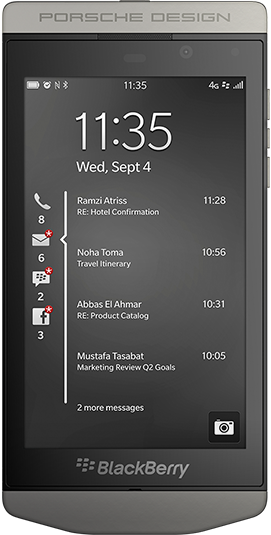 PORSCHE DESIGN
11:35
4G
11:35
Wed, Sept 4
Ramzi Atriss 11:28
RE: Hotel Confirmation
8
6
Noha Toma 10:56
Travel Itinerary
2
Abbas El Ahmar 10:31
RE: Product Catalog
3
Mustafa Tasabat 10:05
Marketing Review Q2 Goals
2 more messages
BlackBerry